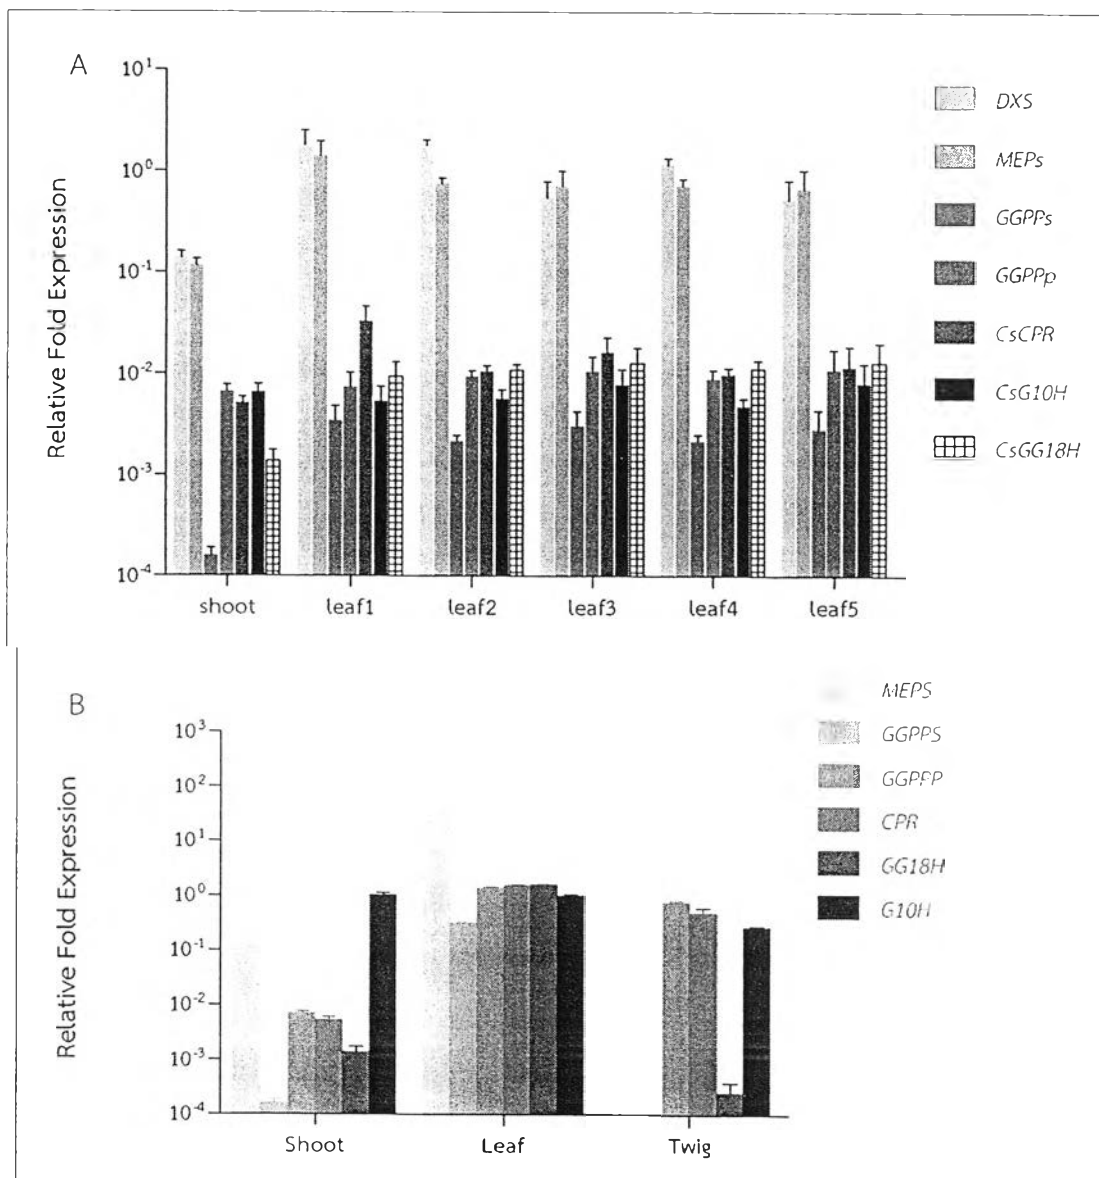 A
10¹
10⁰
10⁻¹
10⁻²
10⁻³
10⁻⁴
Relative Fold Expression
shoot
leaf1
leaf2
leaf3
leaf4
leaf5
DXS
MEPs
GGPPs
GGPPp
CsCPR
CsG10H
CsGG18H
B
10³
10²
10¹
10⁰
10⁻¹
10⁻²
10⁻³
10⁻⁴
Relative Fold Expression
Shoot
Leaf
Twig
MEPS
GGPPS
GGPPP
CPR
GG18H
G10H